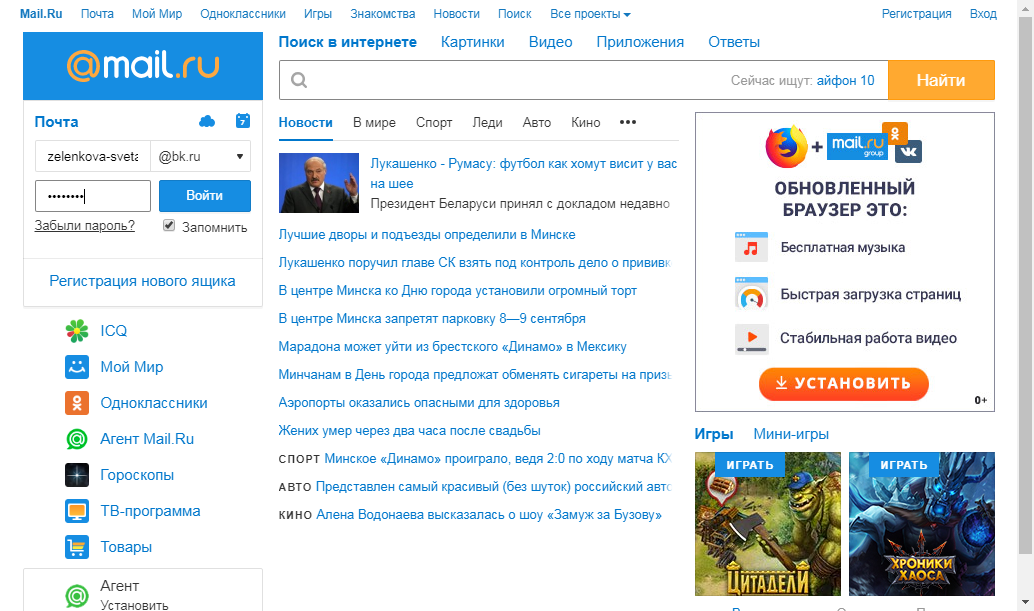 Mail.Ru Почта Мой Мир Одноклассники Игры Знакомства Новости Поиск Все проекты Регистрация Вход
@mail.ru
Поиск в интернете Картинки Видео Приложения Ответы
Сейчас ищут: айфон 10 Найти
Почта 7
zelenkova-sveta @bk.ru
•••••••• Войти
Забыли пароль? Запомнить
Регистрация нового ящика
ICQ
Мой Мир
Одноклассники
Агент Mail.Ru
Гороскопы
ТВ-программа
Товары
Агент
Установить
Новости В мире Спорт Леди Авто Кино •••
Лукашенко - Румасу: футбол как хомут висит у вас
на шее
Президент Беларуси принял с докладом недавно
Лучшие дворы и подъезды определили в Минске
Лукашенко поручил главе СК взять под контроль дело о прививк
В центре Минска ко Дню города установили огромный торт
В центре Минска запретят парковку 8—9 сентября
Марадона может уйти из брестского «Динамо» в Мексику
Минчанам в День города предложат обменять сигареты на призы
Аэропорты оказались опасными для здоровья
Жених умер через два часа после свадьбы
СПОРТ Минское «Динамо» проиграло, ведя 2:0 по ходу матча КХ
АВТО Представлен самый красивый (без шуток) российский авто
КИНО Алена Водонаева высказалась о шоу «Замуж за Бузову»
+ mail.ru
group
ОБНОВЛЕННЫЙ
БРАУЗЕР ЭТО:
Бесплатная музыка
Быстрая загрузка страниц
Стабильная работа видео
УСТАНОВИТЬ
0+
Игры Мини-игры
ИГРАТЬ ИГРАТЬ
ЦИТАДЕЛИ ХРОНИКИ
ХАОСА